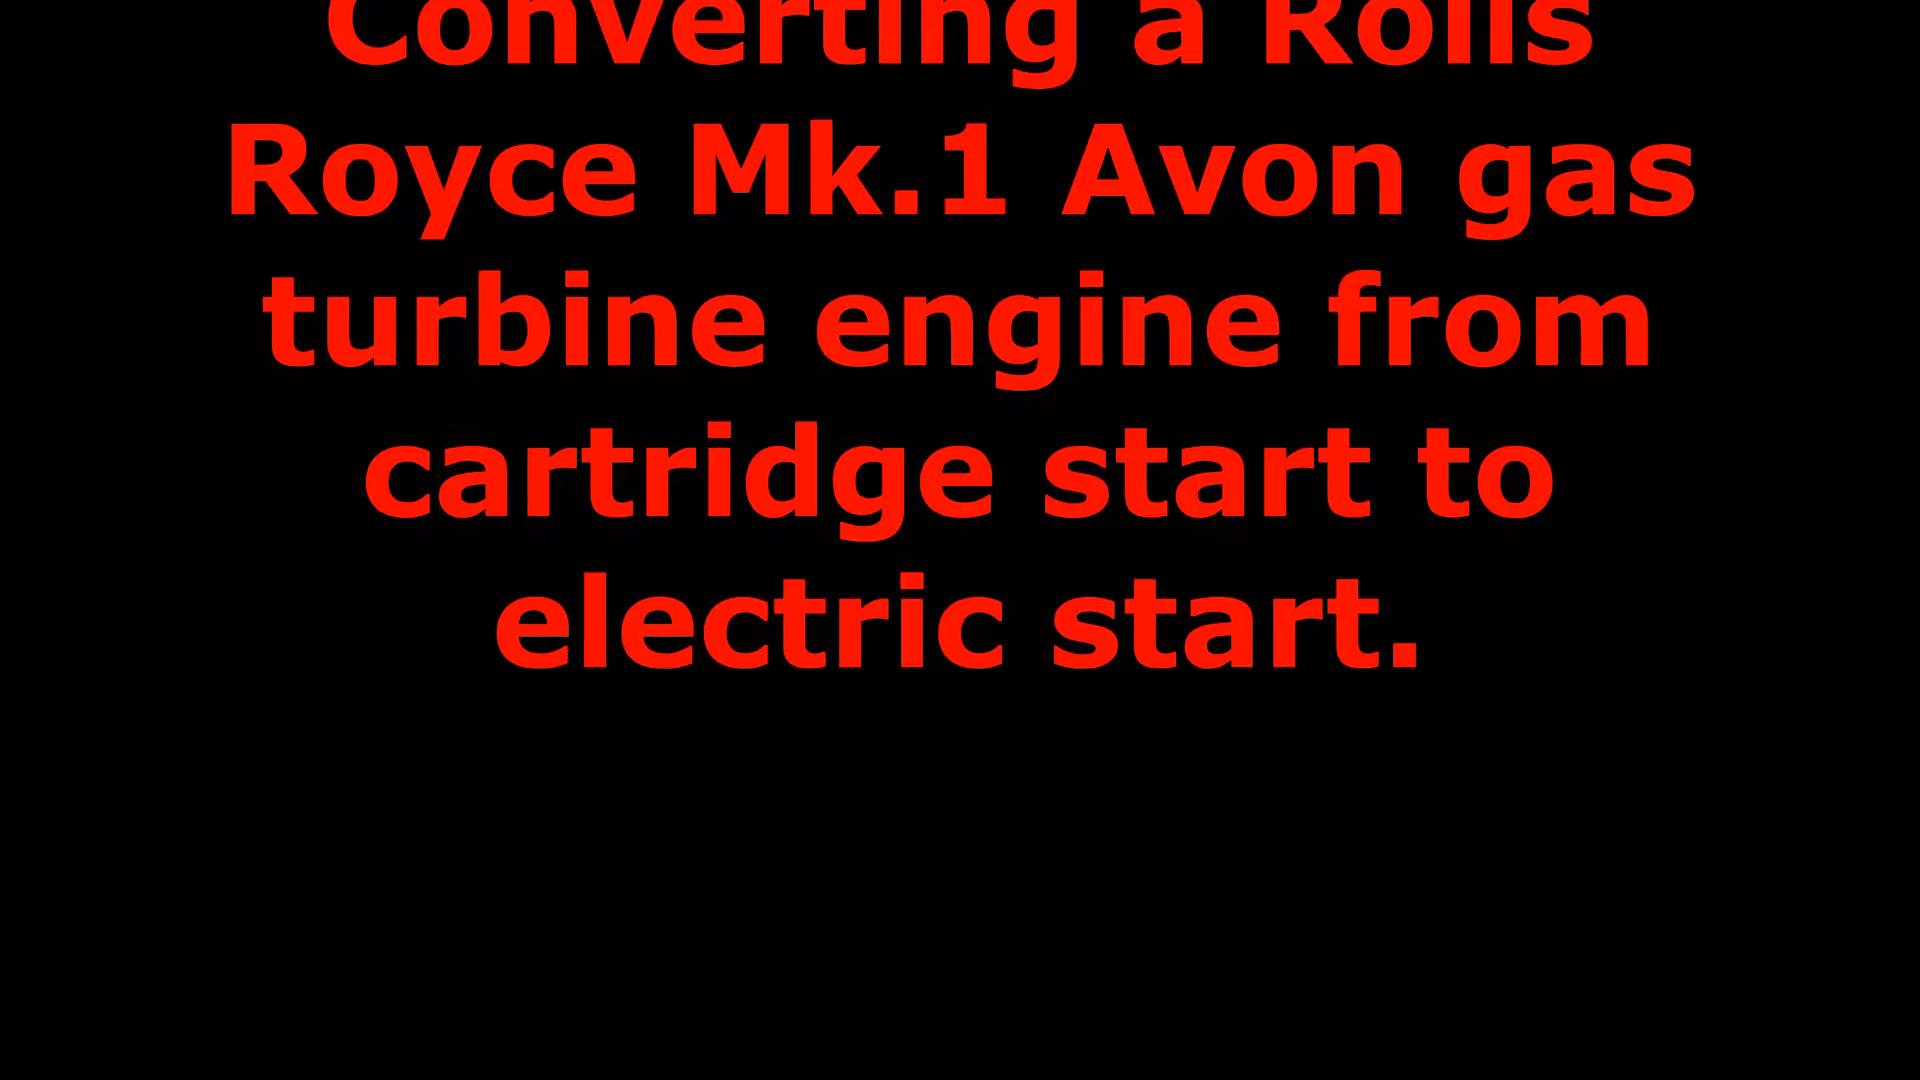 Converting a Rolls
Royce Mk.1 Avon gas
turbine engine from
cartridge start to
electric start.